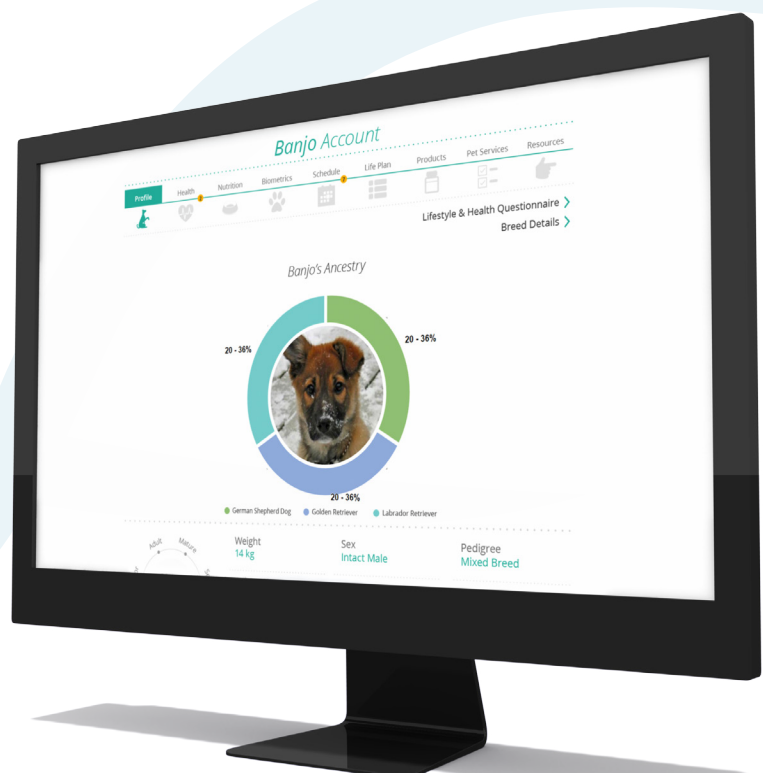 Banjo Account
Profile
Health
Nutrition
Biometrics
Schedule
Life Plan
Products
Pet Services
Resources
Lifestyle & Health Questionnaire
Breed Details
Banjo's Ancestry
20 - 36%
20 - 36%
20 - 36%
German Shepherd Dog Golden Retriever Labrador Retriever
Adult
Mature
Weight
14 kg
Sex
Intact Male
Pedigree
Mixed Breed